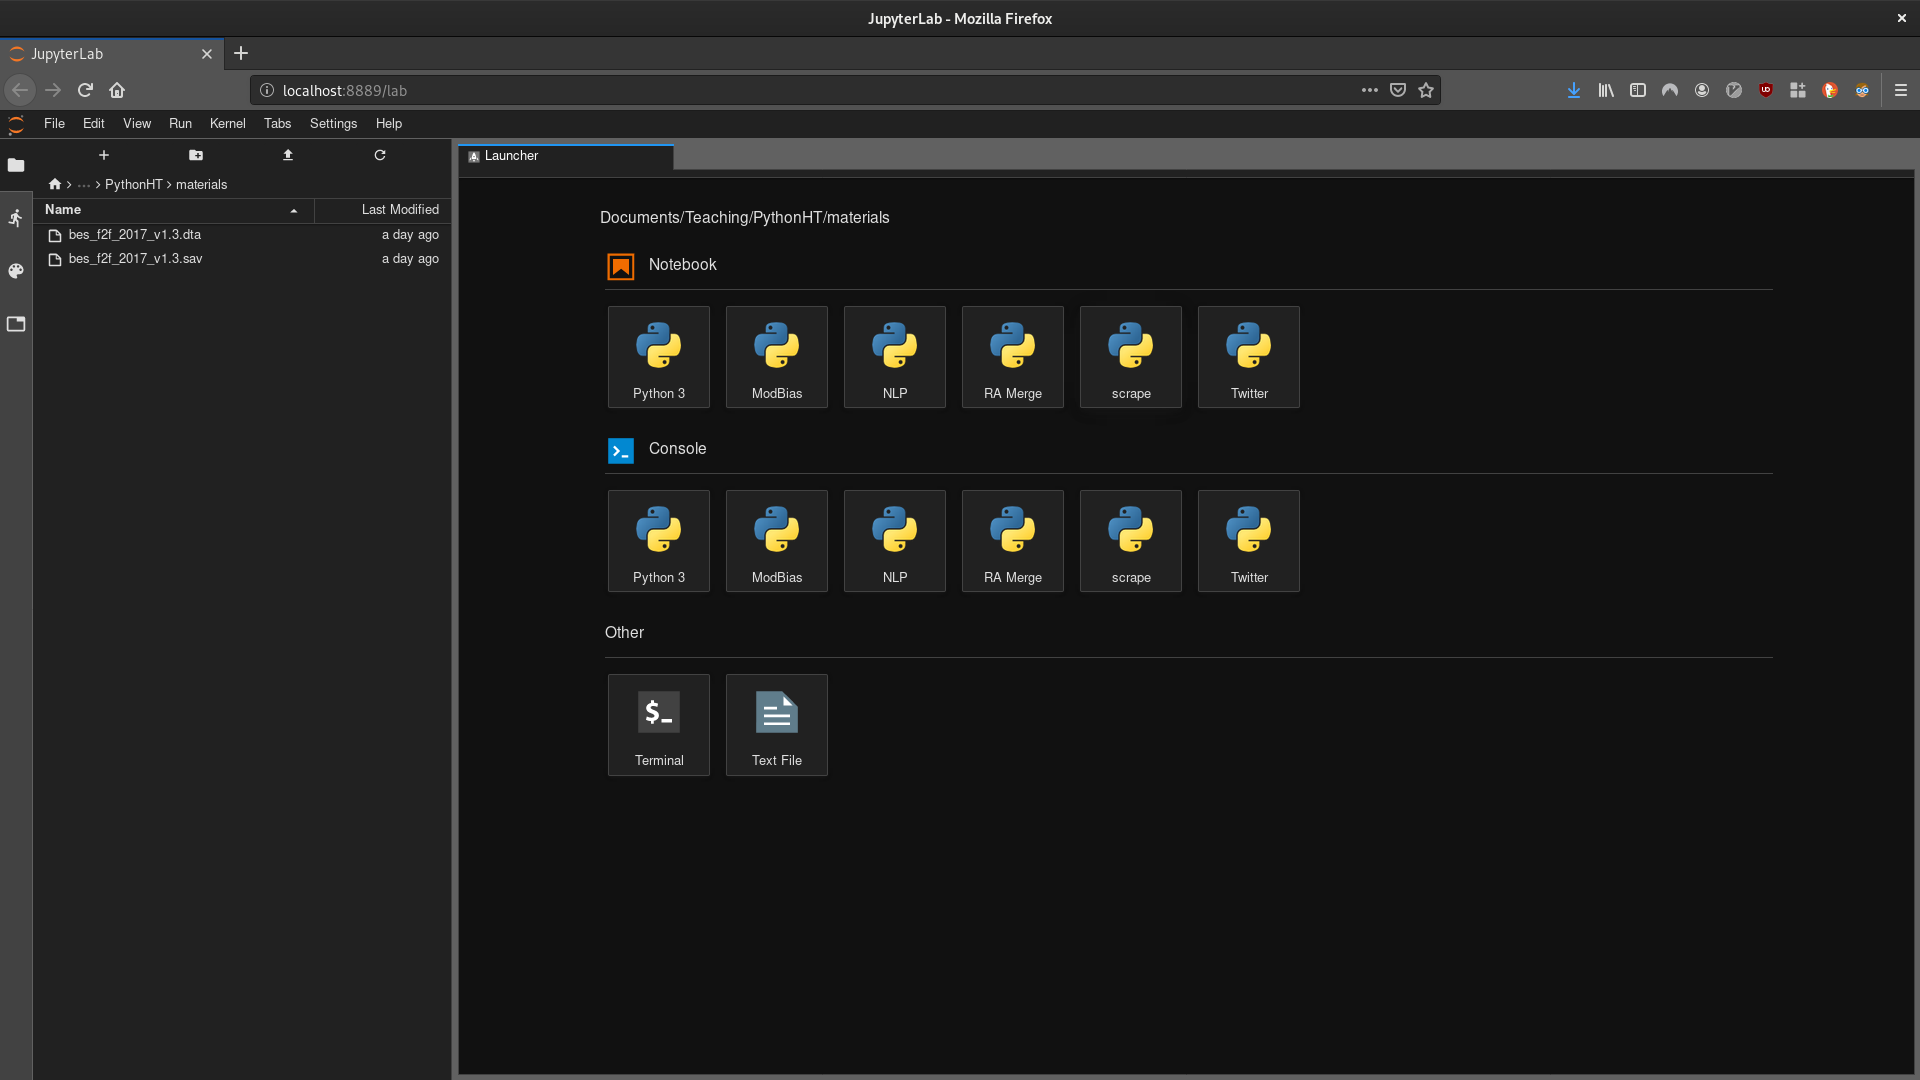 JupyterLab - Mozilla Firefox
JupyterLab
localhost:8889/lab
File Edit View Run Kernel Tabs Settings Help
Launcher
... > PythonHT > materials
Name Last Modified
bes_f2f_2017_v1.3.dta a day ago
bes_f2f_2017_v1.3.sav a day ago
Documents/Teaching/PythonHT/materials
Notebook
Python 3 ModBias NLP RA Merge scrape Twitter
Console
Python 3 ModBias NLP RA Merge scrape Twitter
Other
$_
Terminal Text File